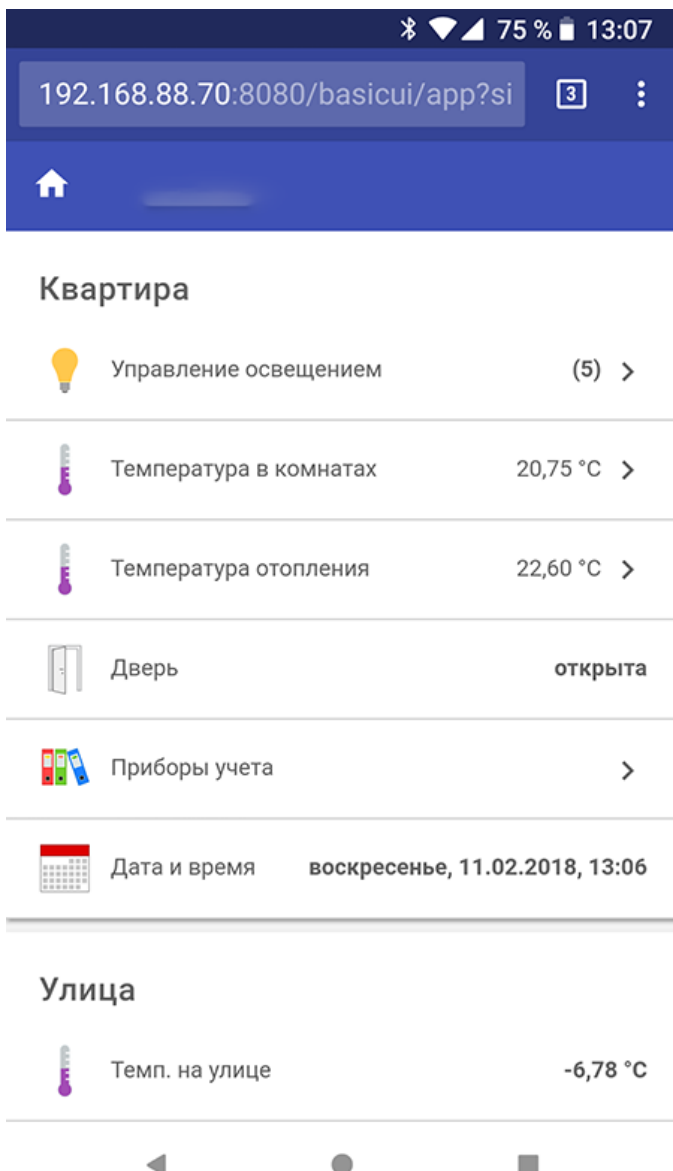 75 % 13:07
192.168.88.70:8080/basicui/app?si 3
Квартира
Управление освещением (5)
Температура в комнатах 20,75 °C
Температура отопления 22,60 °C
Дверь открыта
Приборы учета
Дата и время воскресенье, 11.02.2018, 13:06
Улица
Темп. на улице -6,78 °C